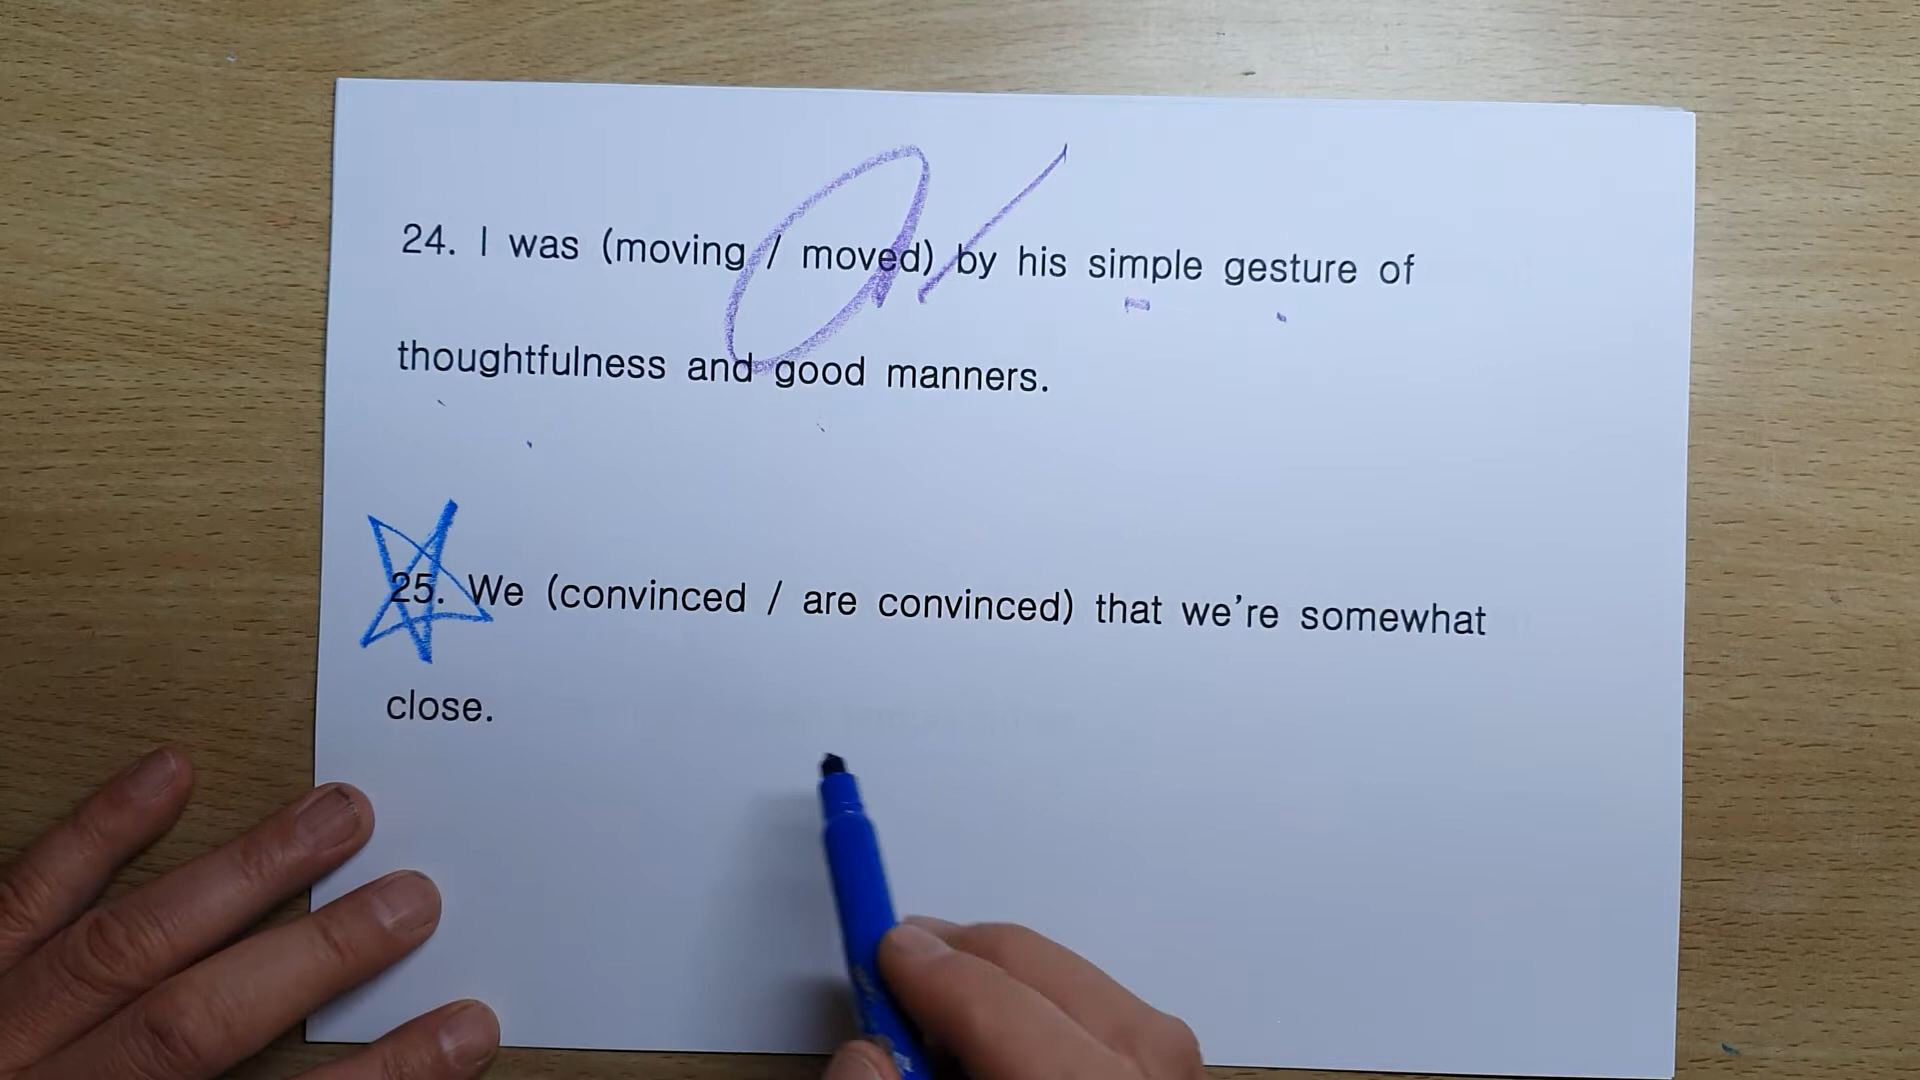 24. I was (moving / moved) by his simple gesture of
thoughtfulness and good manners.
25. We (convinced / are convinced) that we're somewhat
close.